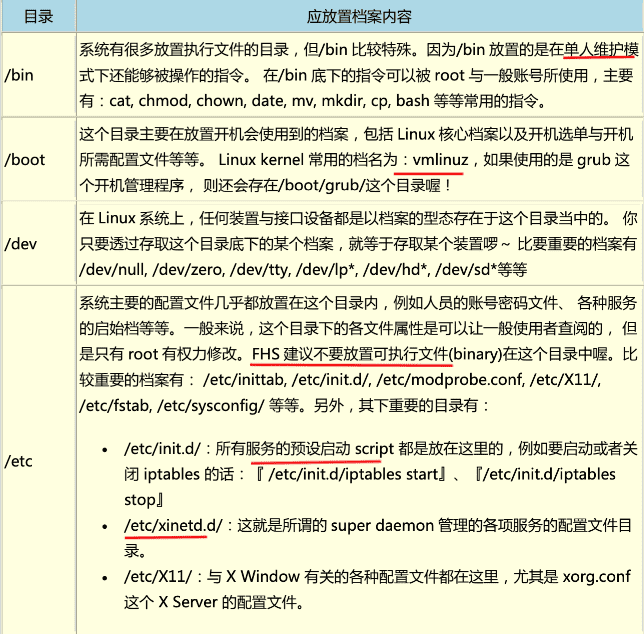 目录 应放置档案内容
/bin
系统有很多放置执行文件的目录，但/bin 比较特殊。因为/bin 放置的是在单人维护模
式下还能够被操作的指令。 在/bin 底下的指令可以被 root 与一般账号所使用，主要
有：cat, chmod, chown, date, mv, mkdir, cp, bash 等等常用的指令。
/boot
这个目录主要在放置开机会使用到的档案，包括 Linux 核心档案以及开机选单与开机
所需配置文件等等。 Linux kernel 常用的档名为：vmlinuz，如果使用的是 grub 这
个开机管理程序， 则还会存在/boot/grub/这个目录喔！
/dev
在 Linux 系统上，任何装置与接口设备都是以档案的型态存在于这个目录当中的。 你
只要透过存取这个目录底下的某个档案，就等于存取某个装置啰～ 比要重要的档案有
/dev/null, /dev/zero, /dev/tty, /dev/lp*, /dev/hd*, /dev/sd*等等
/etc
系统主要的配置文件几乎都放置在这个目录内，例如人员的账号密码文件、 各种服务
的启始档等等。一般来说，这个目录下的各文件属性是可以让一般使用者查阅的， 但
是只有 root 有权力修改。FHS 建议不要放置可执行文件(binary)在这个目录中喔。比
较重要的档案有： /etc/inittab, /etc/init.d/, /etc/modprobe.conf, /etc/X11/,
/etc/fstab, /etc/sysconfig/ 等等。另外，其下重要的目录有：
• /etc/init.d/：所有服务的预设启动 script 都是放在这里的，例如要启动或者关
闭 iptables 的话：『 /etc/init.d/iptables start』、『/etc/init.d/iptables
stop』
• /etc/xinetd.d/：这就是所谓的 super daemon 管理的各项服务的配置文件目
录。
• /etc/X11/：与 X Window 有关的各种配置文件都在这里，尤其是 xorg.conf
这个 X Server 的配置文件。